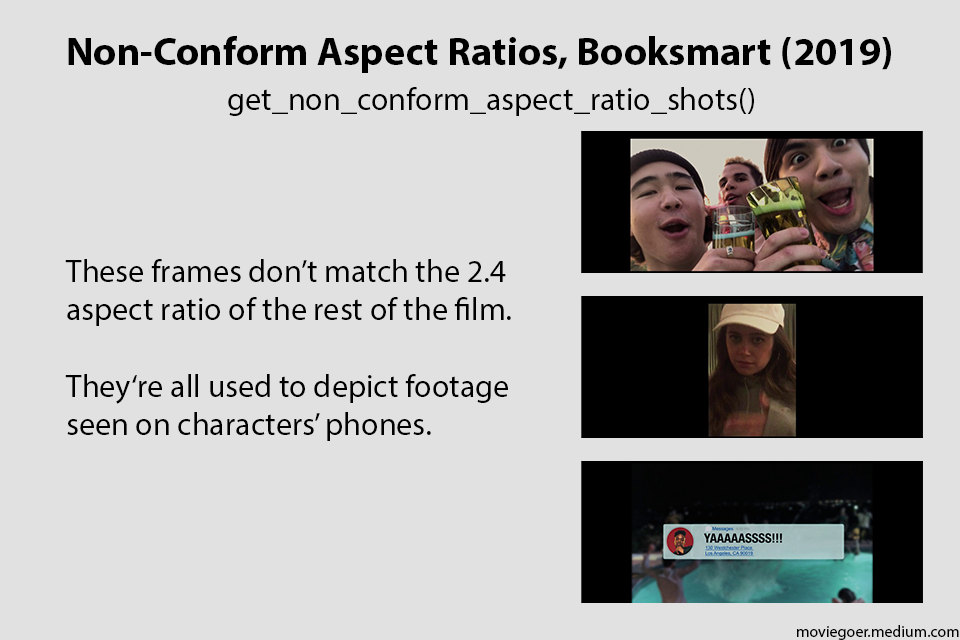 Non-Conform Aspect Ratios, Booksmart (2019)
get_non_conform_aspect_ratio_shots()
These frames don’t match the 2.4
aspect ratio of the rest of the film.
They‘re all used to depict footage
seen on characters’ phones.
Messages
YAAAAASSSS!!!
130 Westchester Place
Los Angeles, CA 90019
moviegoer.medium.com